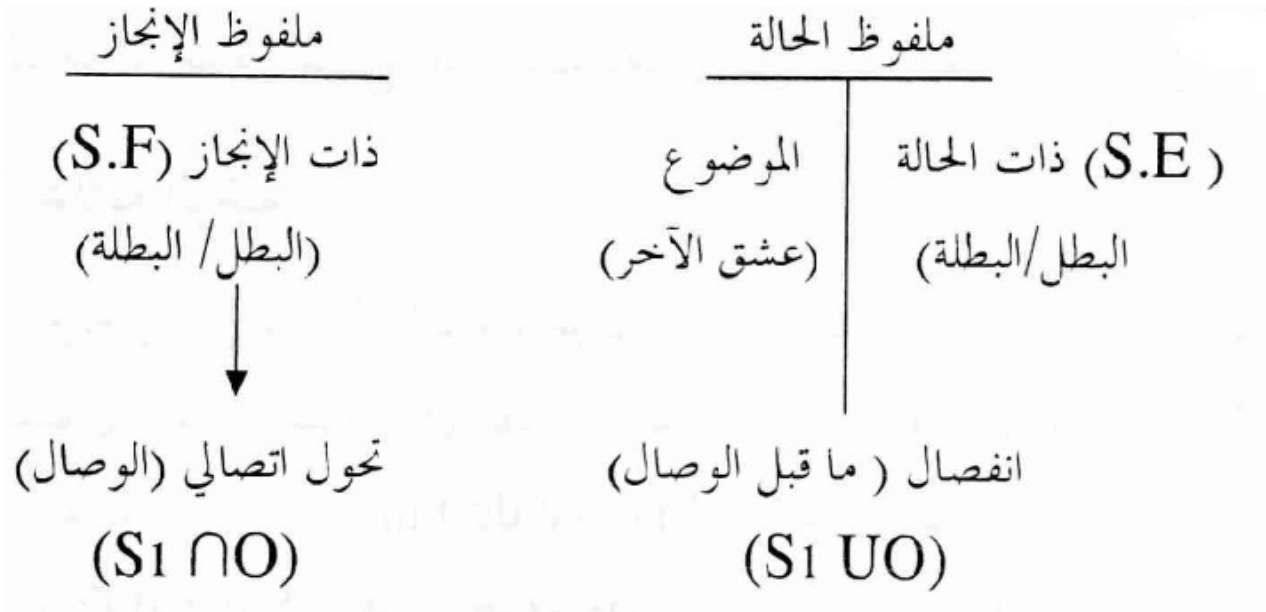 ملفوظ الحالة
ملفوظ الإنجاز
(S.E) ذات الحالة
الموضوع
ذات الإنجاز (S.F)
البطل/البطلة)
(عشق الآخر)
(البطل/ البطلة)
انفصال ( ما قبل الوصال)
تحول اتصالي (الوصال)
(S1 UO)
(S1 ∩O)